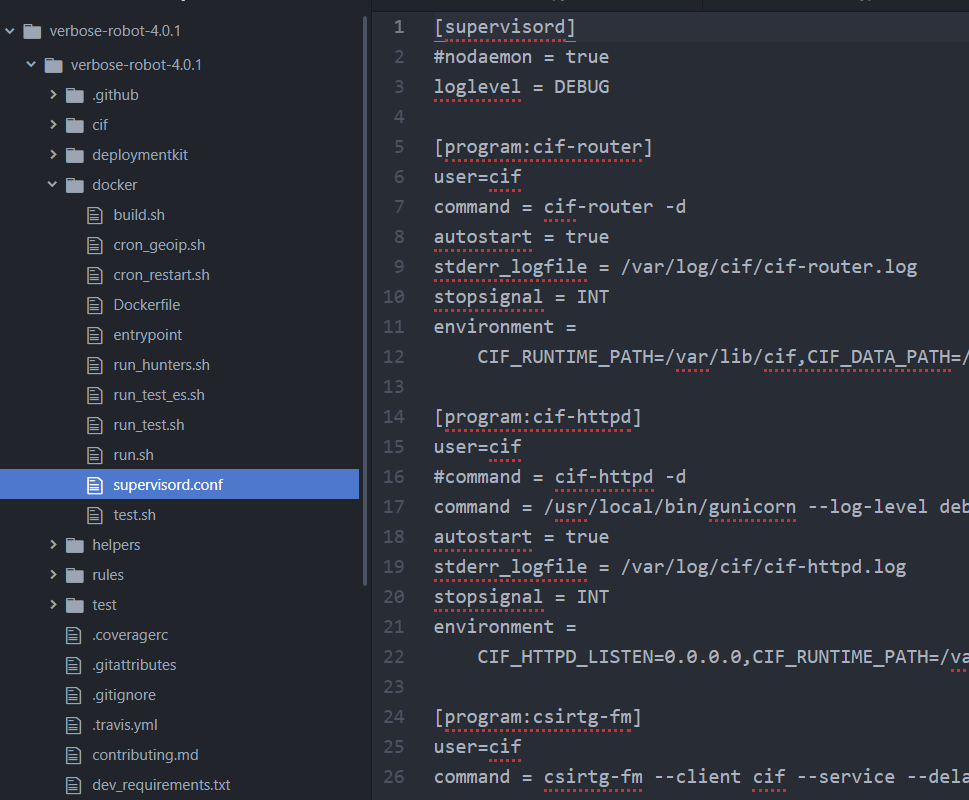 verbose-robot-4.0.1
verbose-robot-4.0.1
.github
cif
deploymentkit
docker
build.sh
cron_geoip.sh
cron_restart.sh
Dockerfile
entrypoint
run_hunters.sh
run_test_es.sh
run_test.sh
run.sh
supervisord.conf
test.sh
helpers
rules
test
.coveragerc
.gitattributes
.gitignore
.travis.yml
contributing.md
dev_requirements.txt
1 [supervisord]
2 #nodaemon = true
3 loglevel = DEBUG
4
5 [program:cif-router]
6 user=cif
7 command = cif-router -d
8 autostart = true
9 stderr_logfile = /var/log/cif/cif-router.log
10 stopsignal = INT
11 environment =
12 CIF_RUNTIME_PATH=/var/lib/cif,CIF_DATA_PATH=/
13
14 [program:cif-httpd]
15 user=cif
16 #command = cif-httpd -d
17 command = /usr/local/bin/gunicorn --log-level deb
18 autostart = true
19 stderr_logfile = /var/log/cif/cif-httpd.log
20 stopsignal = INT
21 environment =
22 CIF_HTTPD_LISTEN=0.0.0.0,CIF_RUNTIME_PATH=/va
23
24 [program:csirtg-fm]
25 user=cif
26 command = csirtg-fm --client cif --service --dela